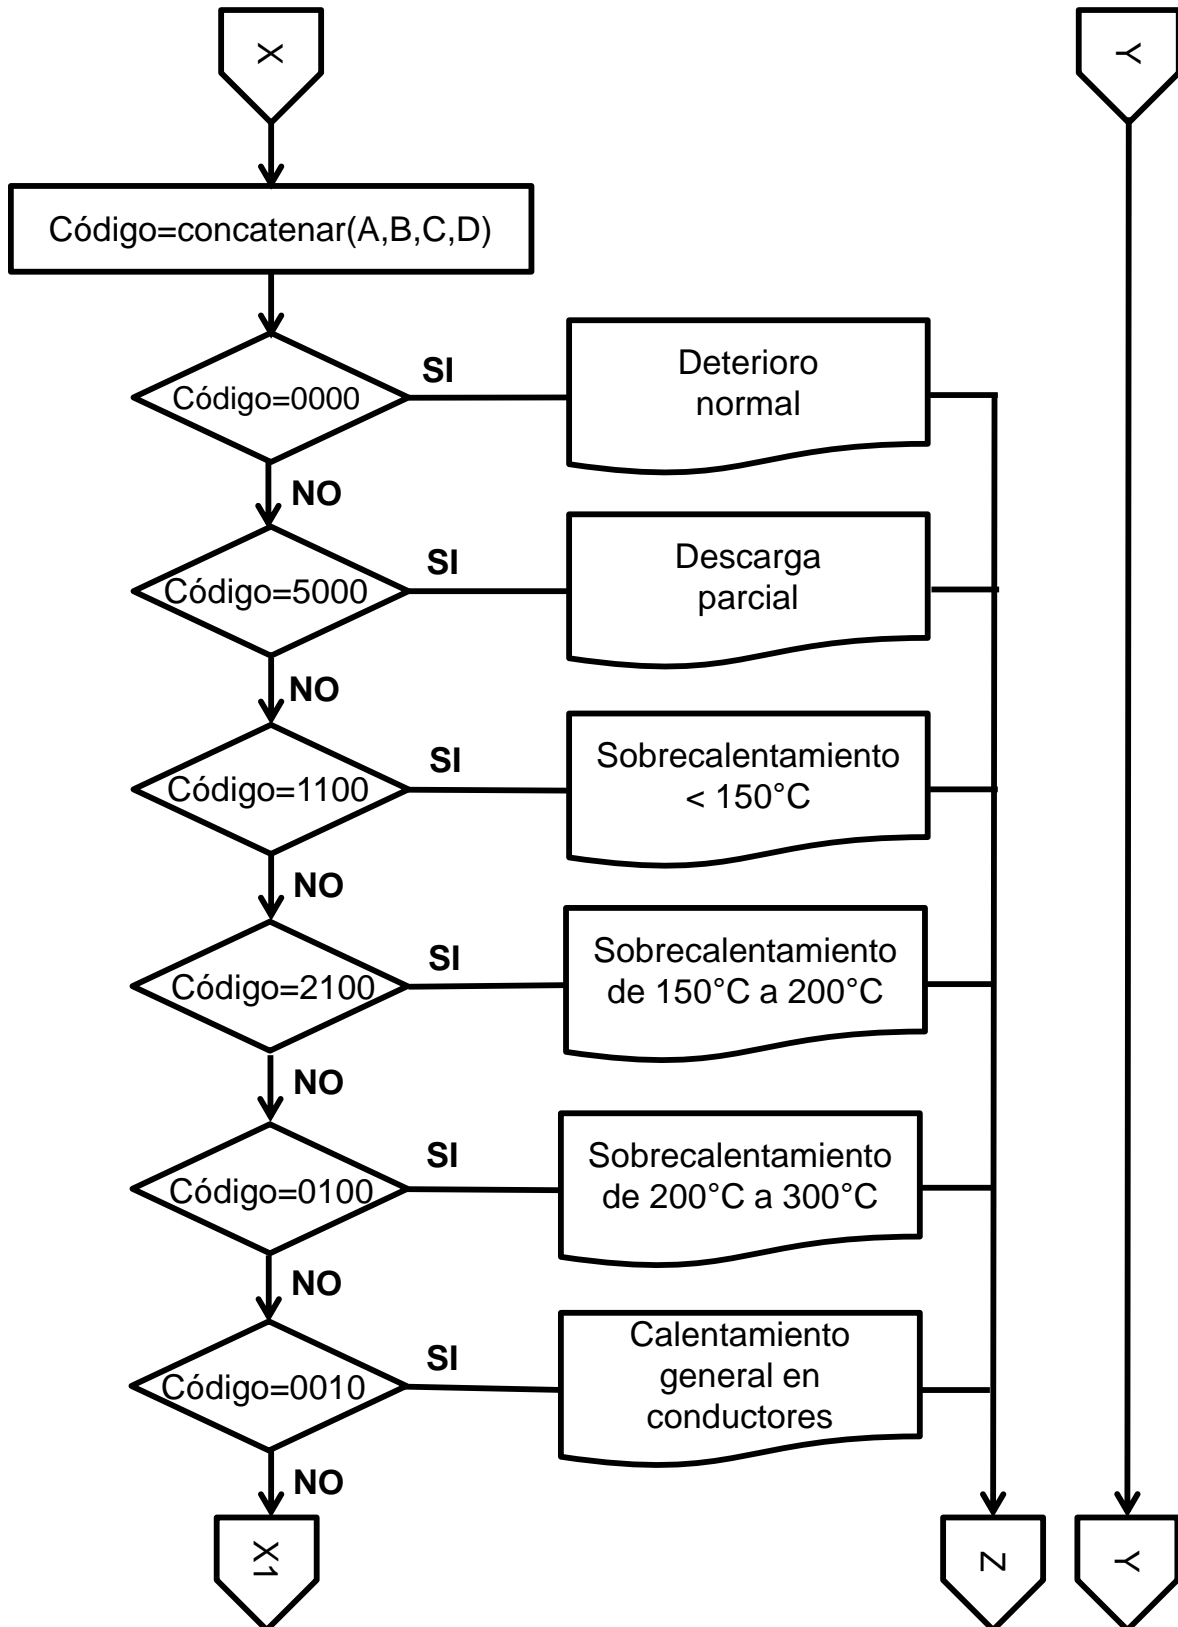 X
Y
Código=concatenar(A,B,C,D)
Código=0000
SI
Deterioro
normal
NO
Código=5000
SI
Descarga
parcial
NO
Código=1100
SI
Sobrecalentamiento
< 150°C
NO
Código=2100
SI
Sobrecalentamiento
de 150°C a 200°C
NO
Código=0100
SI
Sobrecalentamiento
de 200°C a 300°C
NO
Código=0010
SI
Calentamiento
general en
conductores
NO
X1
Z
Y